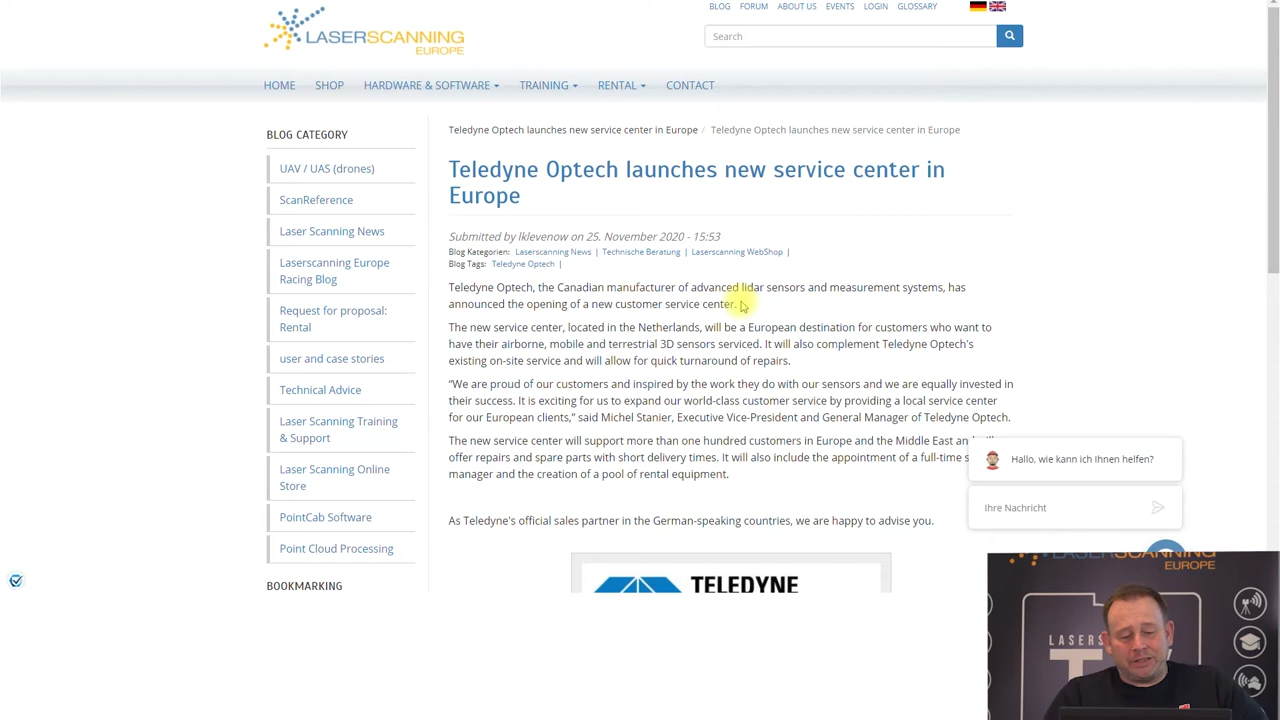 LASERSCANNING
EUROPE
BLOG FORUM ABOUT US EVENTS LOGIN GLOSSARY
Search
HOME SHOP HARDWARE & SOFTWARE TRAINING RENTAL CONTACT
BLOG CATEGORY
UAV / UAS (drones)
ScanReference
Laser Scanning News
Laserscanning Europe
Racing Blog
Request for proposal:
Rental
user and case stories
Technical Advice
Laser Scanning Training
& Support
Laser Scanning Online
Store
PointCab Software
Point Cloud Processing
BOOKMARKING
Teledyne Optech launches new service center in Europe / Teledyne Optech launches new service center in Europe
Teledyne Optech launches new service center in
Europe
Submitted by lklevenow on 25. November 2020 - 15:53
Blog Kategorien: Laserscanning News | Technische Beratung | Laserscanning WebShop |
Blog Tags: Teledyne Optech |
Teledyne Optech, the Canadian manufacturer of advanced lidar sensors and measurement systems, has
announced the opening of a new customer service center.
The new service center, located in the Netherlands, will be a European destination for customers who want to
have their airborne, mobile and terrestrial 3D sensors serviced. It will also complement Teledyne Optech's
existing on-site service and will allow for quick turnaround of repairs.
"We are proud of our customers and inspired by the work they do with our sensors and we are equally invested in
their success. It is exciting for us to expand our world-class customer service by providing a local service center
for our European clients," said Michel Stanier, Executive Vice-President and General Manager of Teledyne Optech.
The new service center will support more than one hundred customers in Europe and the Middle East
offer repairs and spare parts with short delivery times. It will also include the appointment of a full-time
manager and the creation of a pool of rental equipment.
As Teledyne's official sales partner in the German-speaking countries, we are happy to advise you.
TELEDYNE
Hallo, wie kann ich Ihnen helfen?
Ihre Nachricht
LASERSCANNING
EUROPE
LASERS